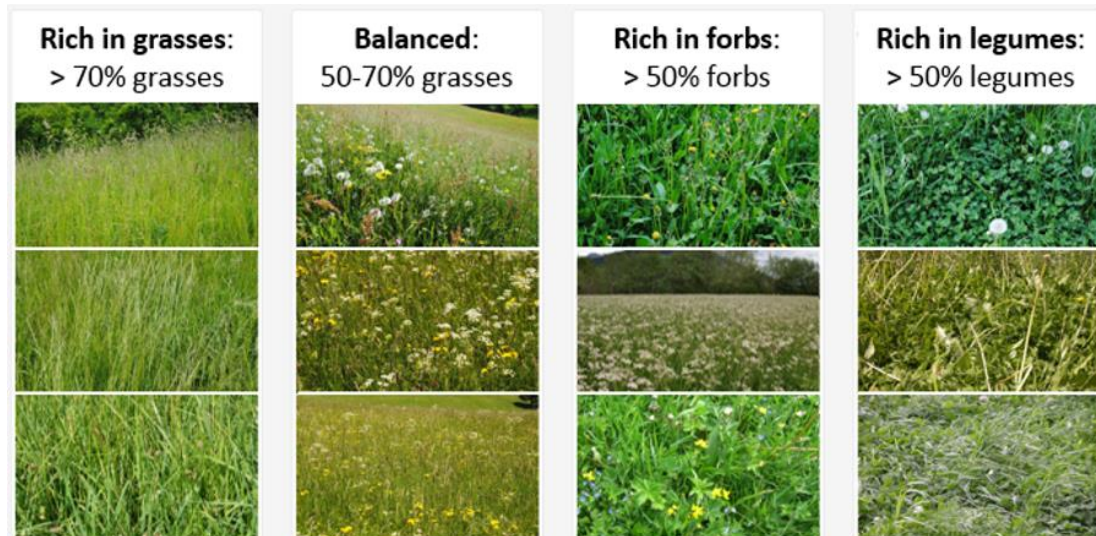 Rich in grasses:
> 70% grasses
Balanced:
50-70% grasses
Rich in forbs:
> 50% forbs
Rich in legumes:
> 50% legumes